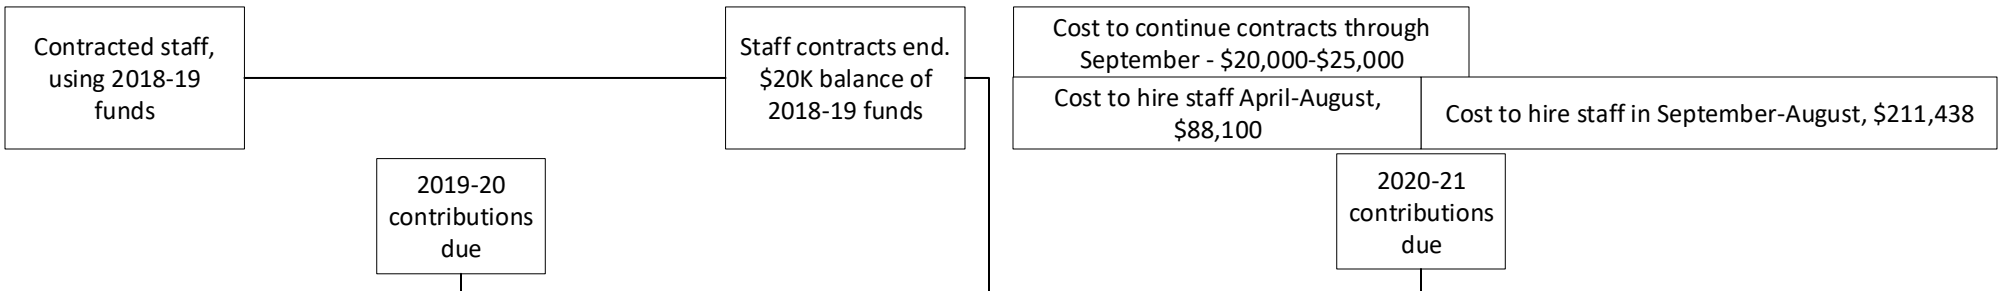 Contracted staff,
using 2018-19
funds
Staff contracts end.
$20K balance of
2018-19 funds
Cost to continue contracts through
September - $20,000-$25,000
Cost to hire staff April-August,
$88,100
Cost to hire staff in September-August, $211,438
2019-20
contributions
due
2020-21
contributions
due